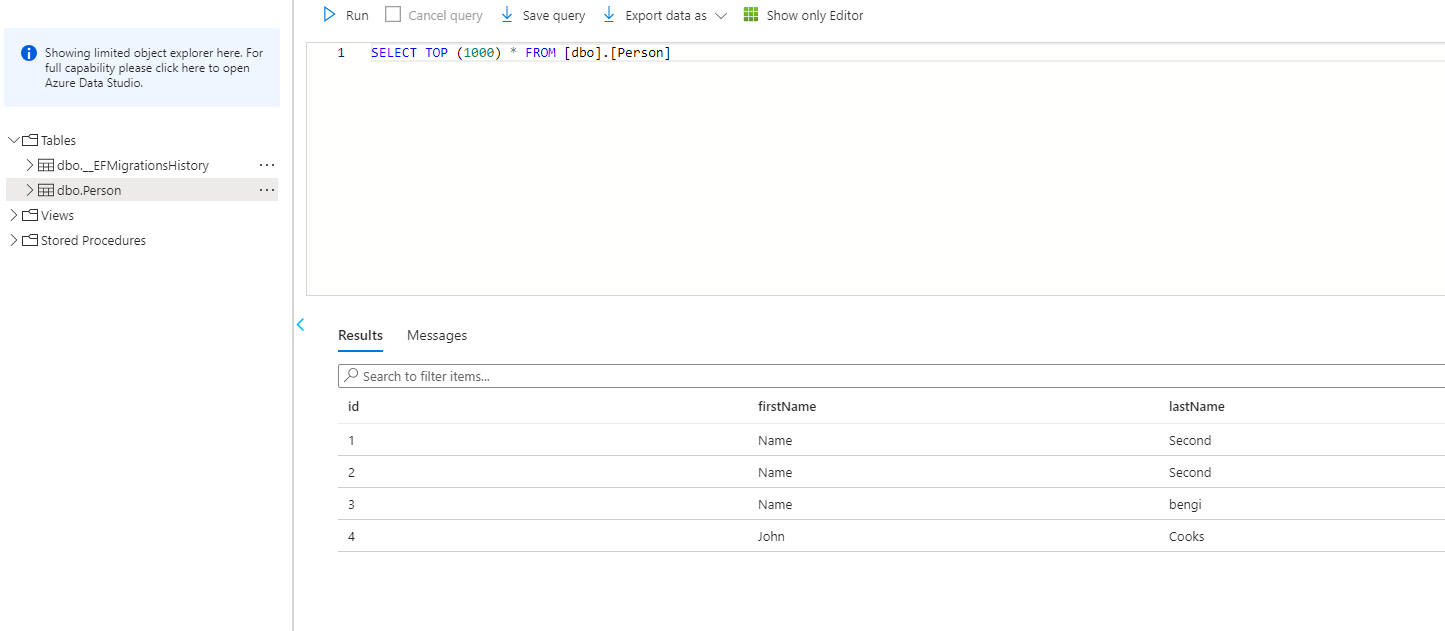 Run Cancel query Save query Export data as Show only Editor
Showing limited object explorer here. For
full capability please click here to open
Azure Data Studio.
1 SELECT TOP (1000) * FROM [dbo].[Person]
Tables
dbo.__EFMigrationsHistory ...
dbo.Person ...
Views
Stored Procedures
Results Messages
Search to filter items...
id firstName lastName
1 Name Second
2 Name Second
3 Name bengi
4 John Cooks